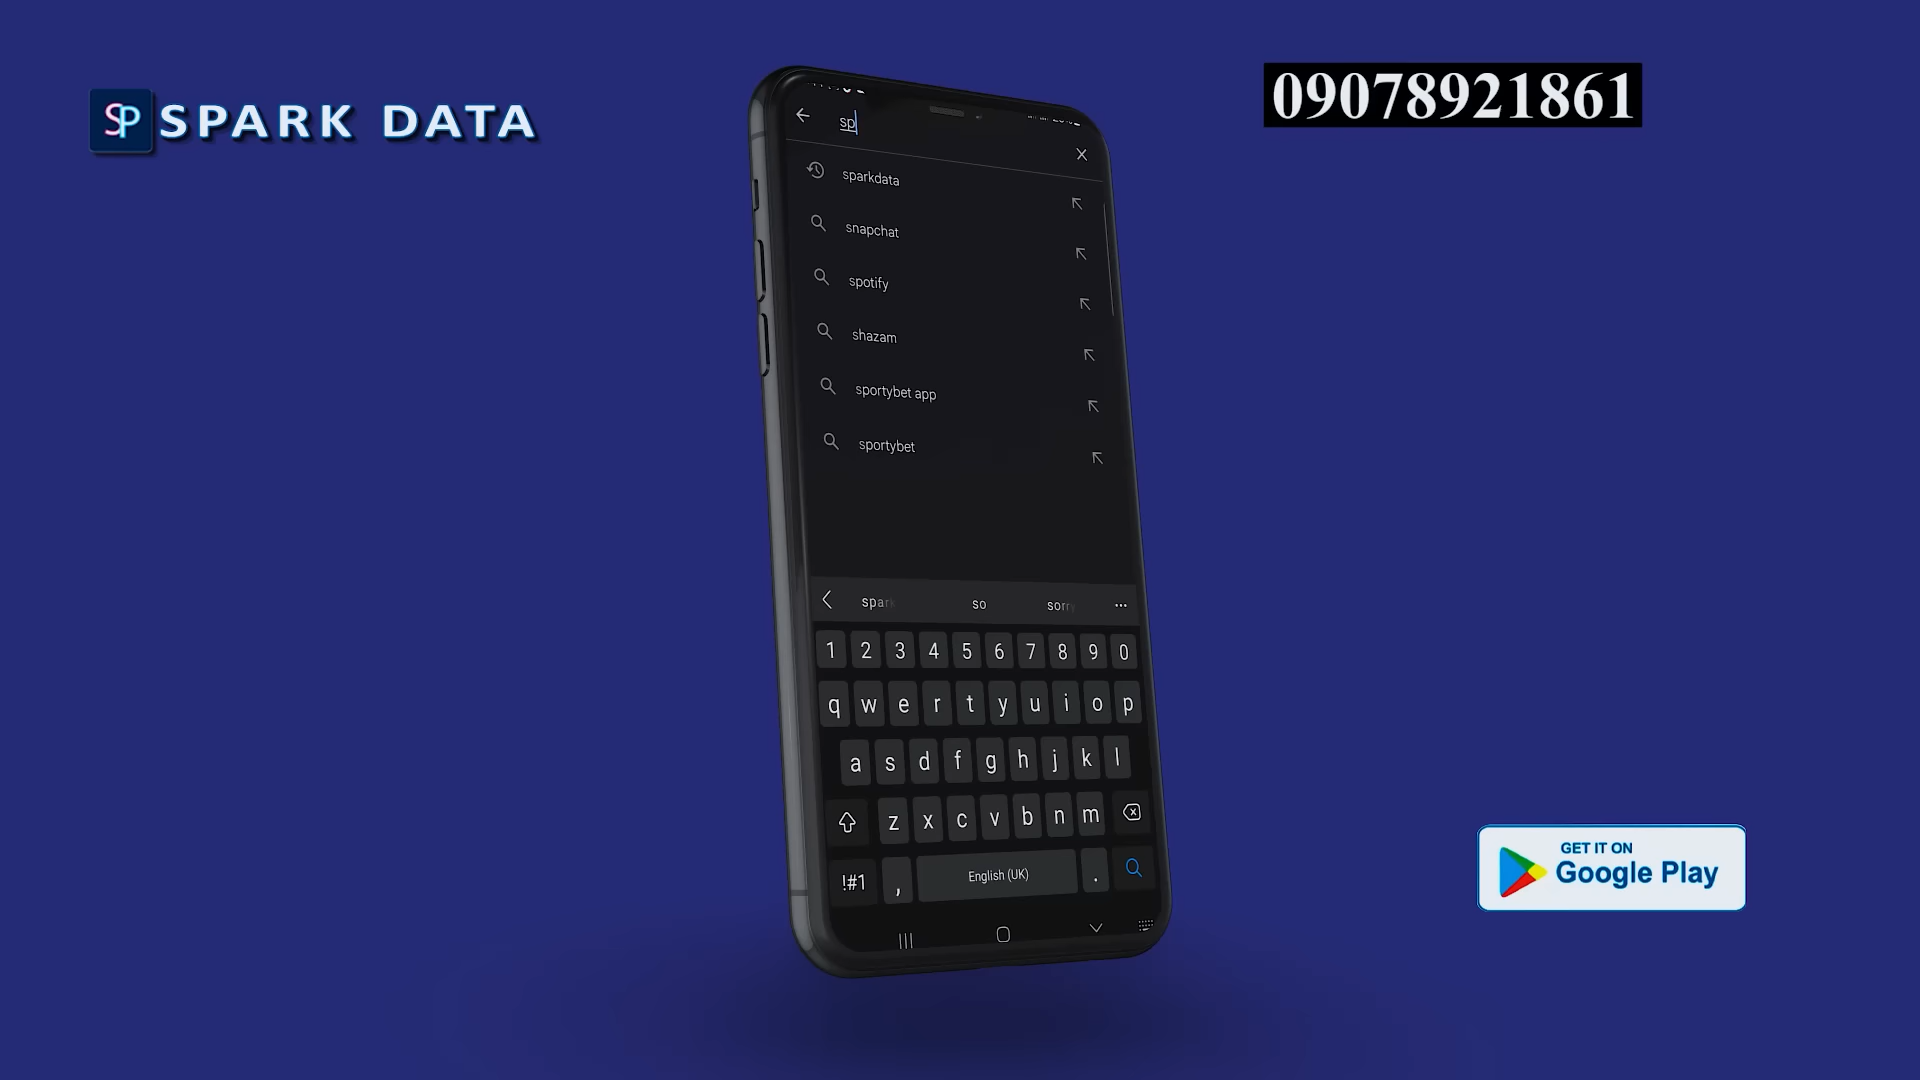 SP SPARK DATA
09078921861
sp
sparkdata
snapchat
spotify
shazam
sportybet app
sportybet
so
1 2 3 4 5 6 7 8 9 0
q w e r t y u i o p
a s d f g h j k l
z x c v b n m
!#1 , English (UK) .
GET IT ON
Google Play